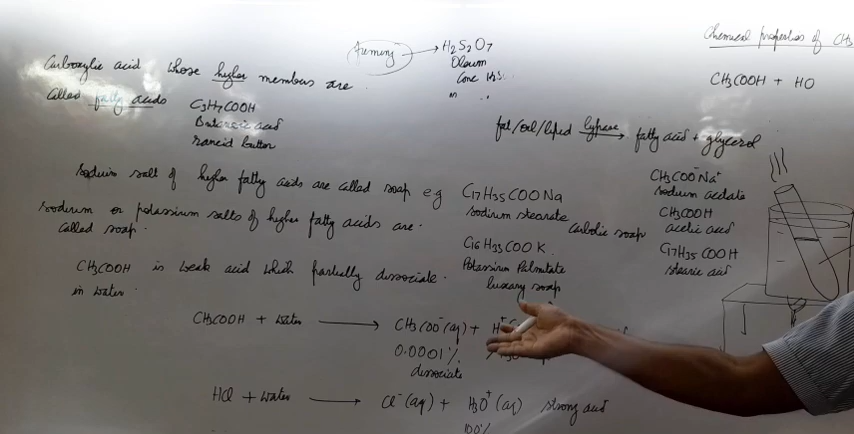 Chemical properties of CH3
fuming → H2S2O7
Oleum
Conc H2S
Carboxylic acid whose higher members are
called fatty acids
C3H7COOH
Butanoic acid
rancid butter
CH3COOH + HO
fat/oil/lipid lypase → fatty acid + glycerol
Soduim salt of higher fatty acids are called soap eg
C17H35COONa
sodium stearate
sodium or potassium salts of higher fatty acids are.
called soap.
C16H33COOK.
Potassium Palmitate
luxury soap
carbolic soap
CH3COO-Na+
sodium acetate
CH3COOH
acetic acid
C17H35COOH
stearic acid
CH3COOH is weak acid which partially dissociate.
in water.
CH3COOH + water → CH3COO-(aq) + H+
0.0001%
dissociate
HCl + water → Cl-(aq) + H3O+(aq) strong acid
100%